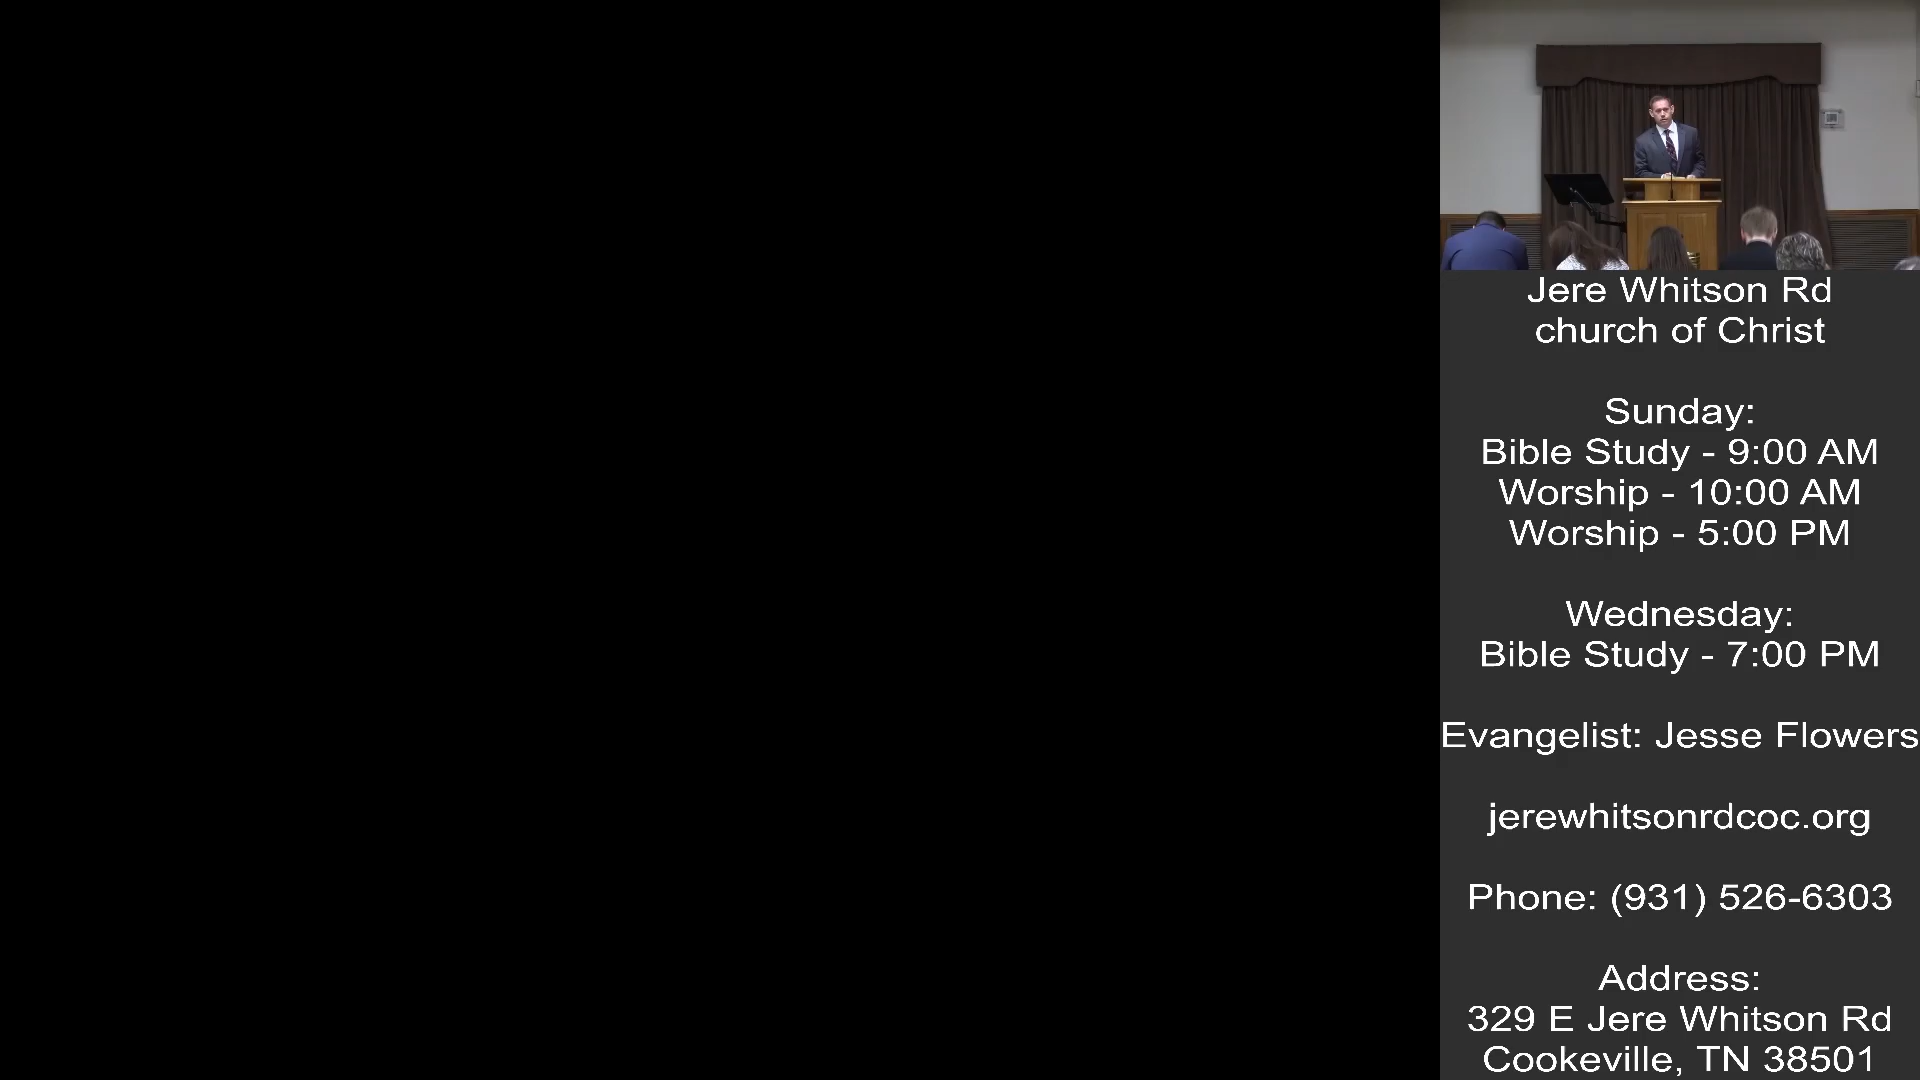 Jere Whitson Rd
church of Christ
Sunday:
Bible Study - 9:00 AM
Worship - 10:00 AM
Worship - 5:00 PM
Wednesday:
Bible Study - 7:00 PM
Evangelist: Jesse Flowers
jerewhitsonrdcoc.org
Phone: (931) 526-6303
Address:
329 E Jere Whitson Rd
Cookeville, TN 38501